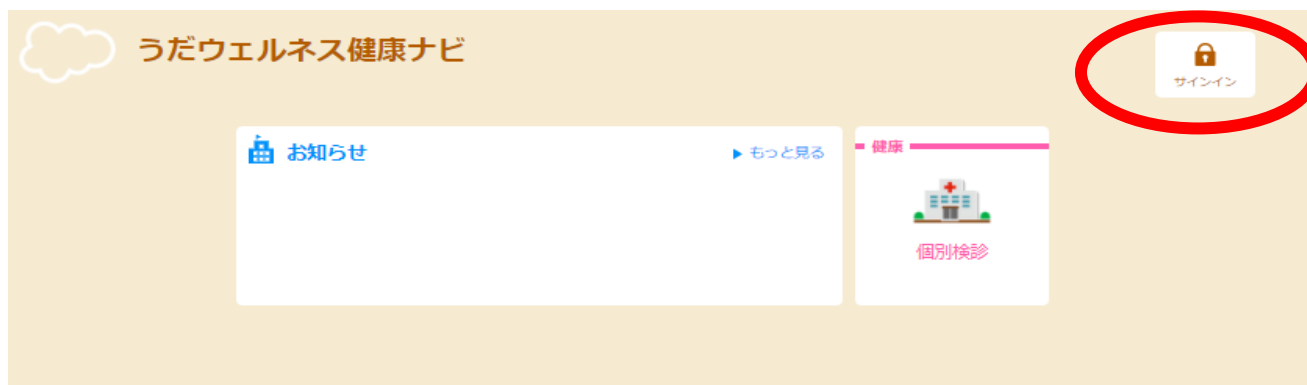 うだウェルネス健康ナビ
サインイン
お知らせ
▶ もっと見る
健康
個別検診